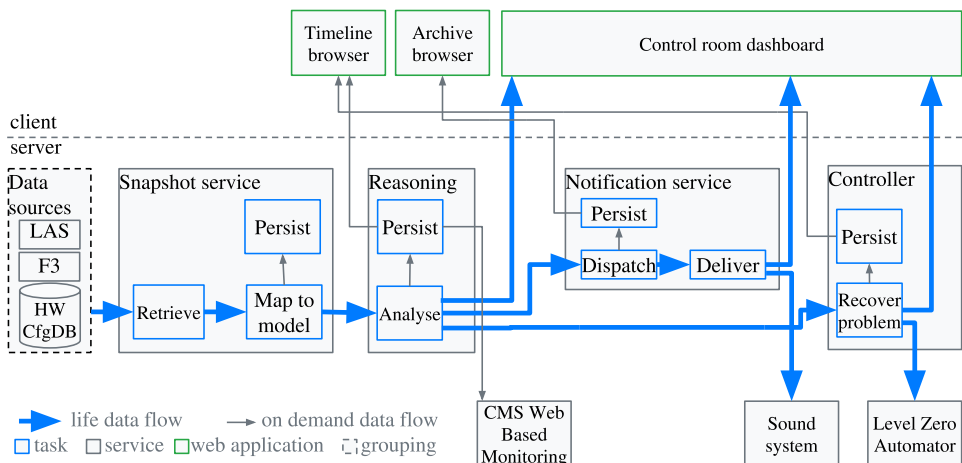 Timeline
browser
Archive
browser
Control room dashboard
client
server
Data
sources
LAS
F3
HW
CfgDB
Snapshot service
Persist
Retrieve
Map to
model
Reasoning
Persist
Analyse
Notification service
Persist
Dispatch
Deliver
Controller
Persist
Recover
problem
CMS Web
Based
Monitoring
Sound
system
Level Zero
Automator
life data flow
on demand data flow
task
service
web application
grouping